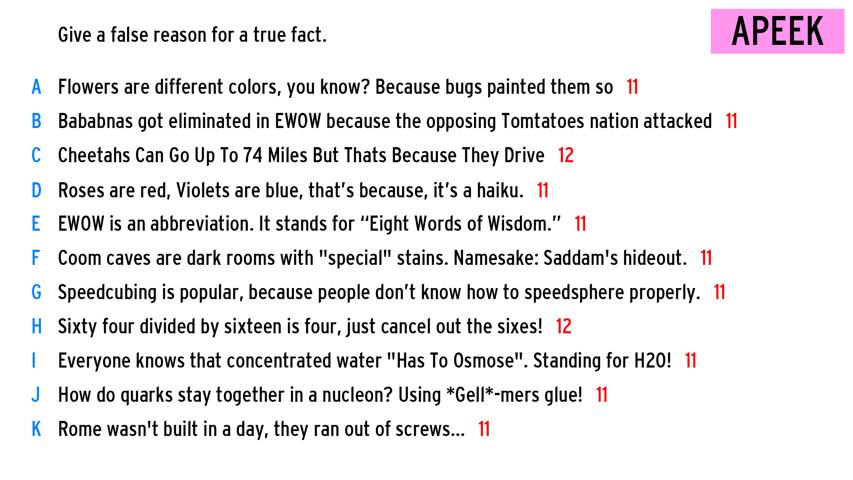 Give a false reason for a true fact.
APEEK
A Flowers are different colors, you know? Because bugs painted them so 11
B Bababnas got eliminated in EWOW because the opposing Tomtatoes nation attacked 11
C Cheetahs Can Go Up To 74 Miles But Thats Because They Drive 12
D Roses are red, Violets are blue, that's because, it's a haiku. 11
E EWOW is an abbreviation. It stands for “Eight Words of Wisdom.” 11
F Coom caves are dark rooms with "special" stains. Namesake: Saddam's hideout. 11
G Speedcubing is popular, because people don't know how to speedsphere properly. 11
H Sixty four divided by sixteen is four, just cancel out the sixes! 12
I Everyone knows that concentrated water "Has To Osmose". Standing for H2O! 11
J How do quarks stay together in a nucleon? Using *Gell*-mers glue! 11
K Rome wasn't built in a day, they ran out of screws... 11